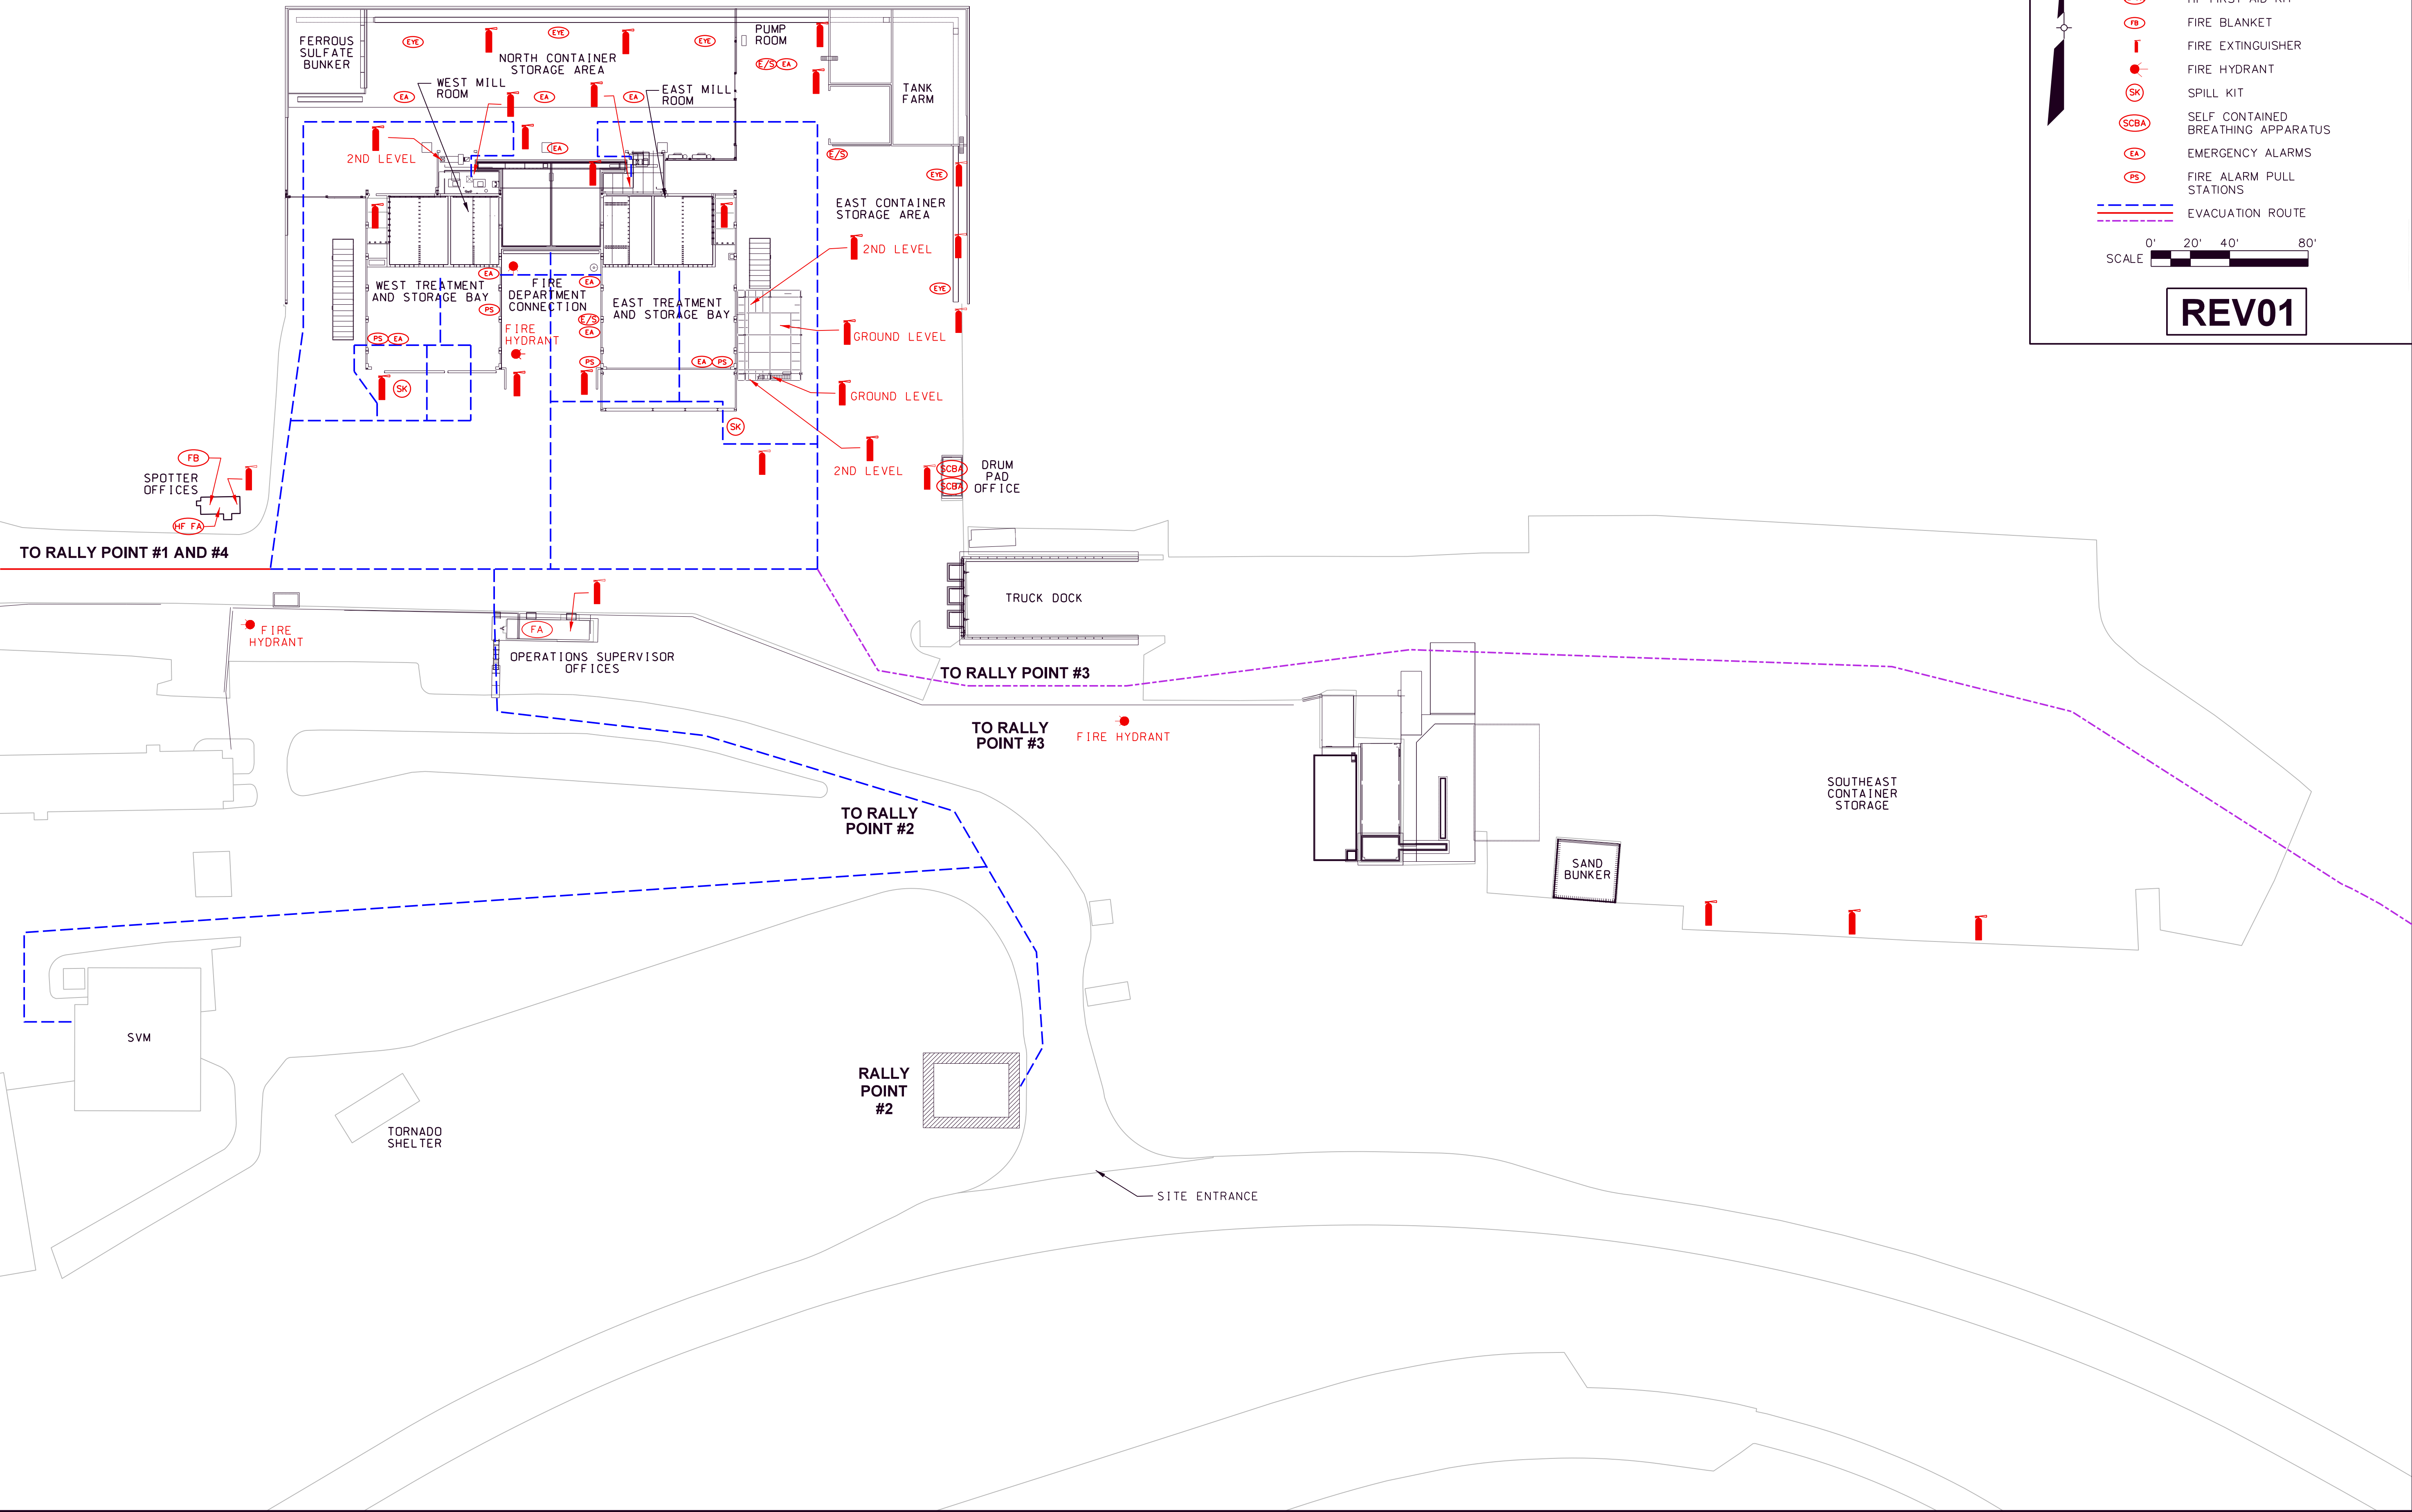 FERROUS
SULFATE
BUNKER
EYE
EYE
EYE
NORTH CONTAINER
STORAGE AREA
PUMP
ROOM
E/S
EA
TANK
FARM
WEST MILL
ROOM
EAST MILL
ROOM
EA
EA
EA
EA
2ND LEVEL
E/S
EYE
EAST CONTAINER
STORAGE AREA
2ND LEVEL
EYE
EA
WEST TREATMENT
AND STORAGE BAY
FIRE
DEPARTMENT
CONNECTION
EA
EAST TREATMENT
AND STORAGE BAY
PS
E/S
EA
FIRE
HYDRANT
PS
EA
PS
EA
PS
GROUND LEVEL
SK
GROUND LEVEL
SK
2ND LEVEL
FB
SPOTTER
OFFICES
HF FA
SCBA
SCBA
DRUM
PAD
OFFICE
TO RALLY POINT #1 AND #4
FIRE
HYDRANT
FA
OPERATIONS SUPERVISOR
OFFICES
TRUCK DOCK
TO RALLY POINT #3
TO RALLY
POINT #3
FIRE HYDRANT
TO RALLY
POINT #2
SOUTHEAST
CONTAINER
STORAGE
SAND
BUNKER
SVM
RALLY
POINT
#2
TORNADO
SHELTER
SITE ENTRANCE
FB
FIRE BLANKET
FIRE EXTINGUISHER
FIRE HYDRANT
SK
SPILL KIT
SCBA
SELF CONTAINED
BREATHING APPARATUS
EA
EMERGENCY ALARMS
PS
FIRE ALARM PULL
STATIONS
EVACUATION ROUTE
0' 20' 40' 80'
SCALE
REV01